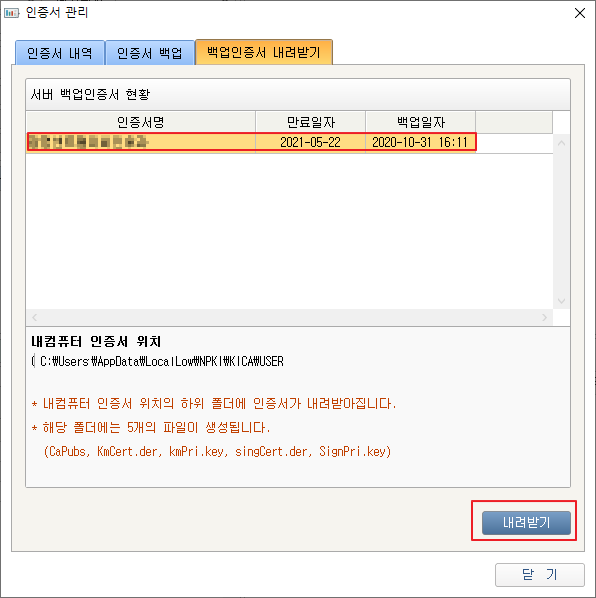 인증서 관리
인증서 내역 인증서 백업 백업인증서 내려받기
서버 백업인증서 현황
인증서명 만료일자 백업일자
2021-05-22 2020-10-31 16:11
내컴퓨터 인증서 위치
( C:\Users\AppData\LocalLow\NPKI\KICA\USER
* 내컴퓨터 인증서 위치의 하위 폴더에 인증서가 내려받아집니다.
* 해당 폴더에는 5개의 파일이 생성됩니다.
(CaPubs, KmCert.der, kmPri.key, singCert.der, SignPri.key)
내려받기
닫 기